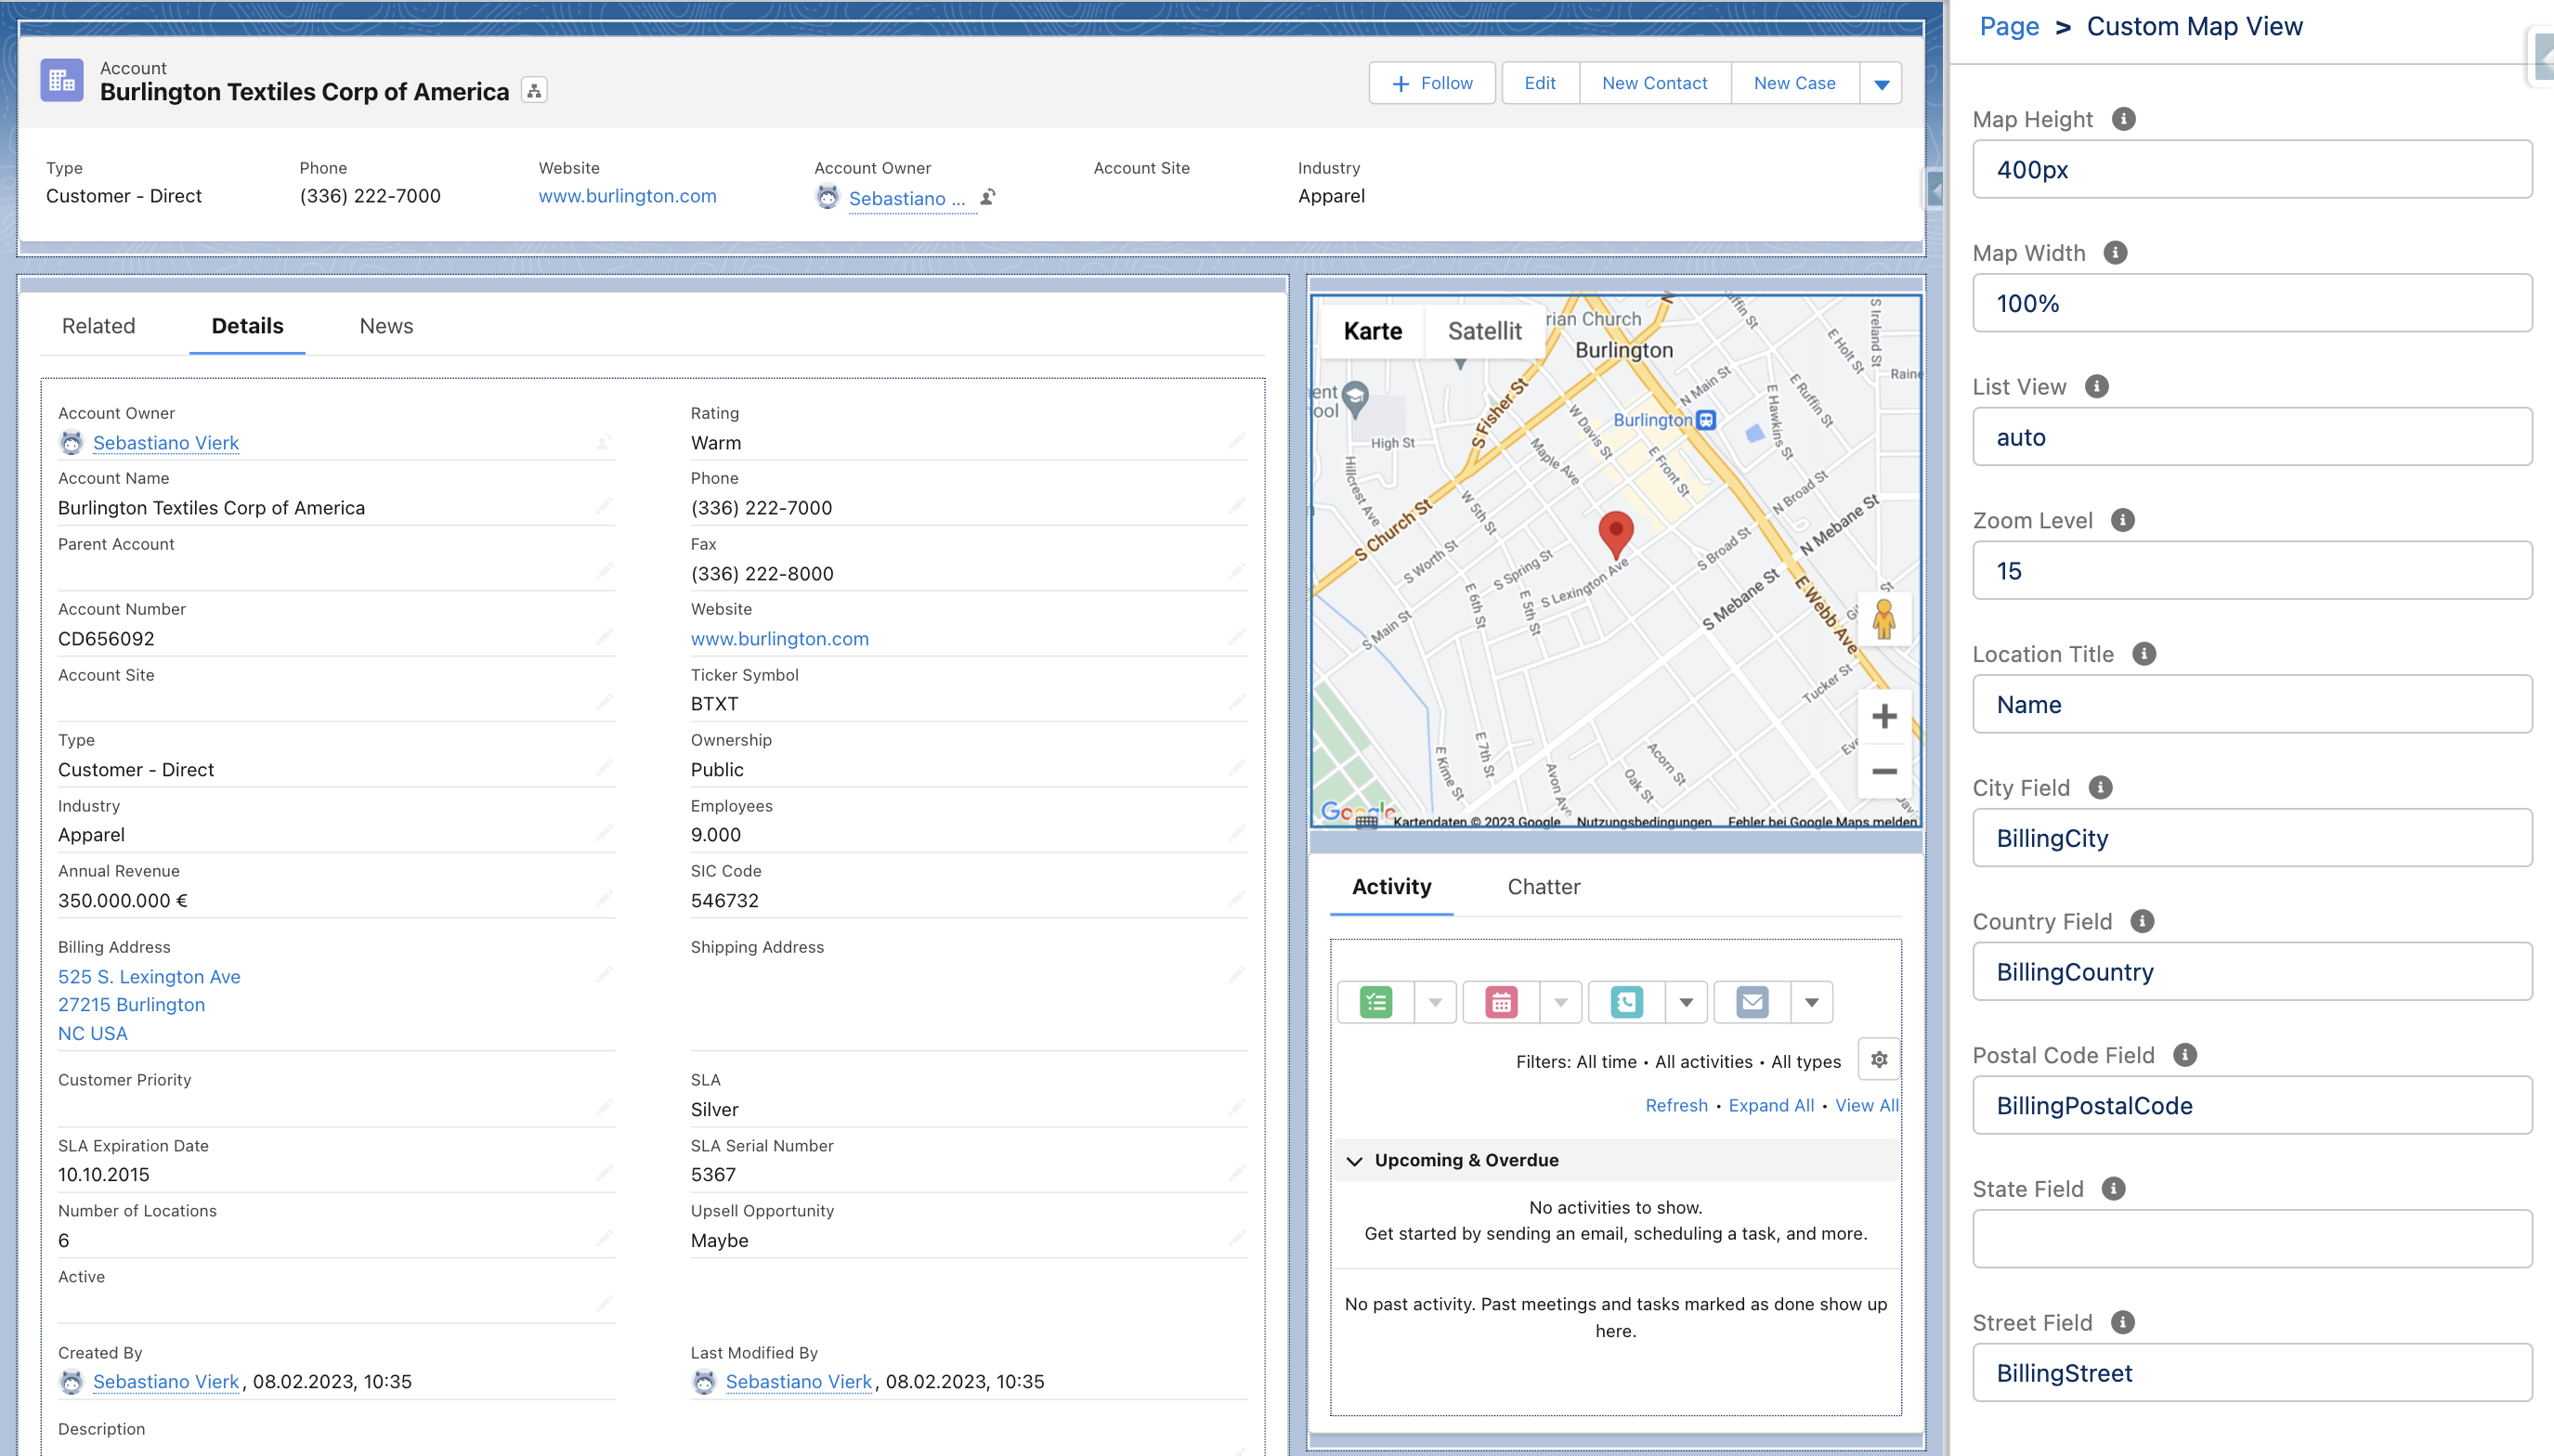 Account
Burlington Textiles Corp of America
Follow
Edit
New Contact
New Case
Type
Customer - Direct
Phone
(336) 222-7000
Website
www.burlington.com
Account Owner
Sebastiano ...
Account Site
Industry
Apparel
Related
Details
News
Account Owner
Sebastiano Vierk
Rating
Warm
Account Name
Burlington Textiles Corp of America
Phone
(336) 222-7000
Parent Account
Fax
(336) 222-8000
Account Number
CD656092
Website
www.burlington.com
Account Site
Ticker Symbol
BTXT
Type
Customer - Direct
Ownership
Public
Industry
Apparel
Employees
9.000
Annual Revenue
350.000.000 €
SIC Code
546732
Billing Address
525 S. Lexington Ave
27215 Burlington
NC USA
Shipping Address
Customer Priority
SLA
Silver
SLA Expiration Date
10.10.2015
SLA Serial Number
5367
Number of Locations
6
Upsell Opportunity
Maybe
Active
Created By
Sebastiano Vierk, 08.02.2023, 10:35
Last Modified By
Sebastiano Vierk, 08.02.2023, 10:35
Description
Karte
Satellit
rian Church
Burlington
S Ireland St
E Holt St
Raine
N Main St
E Ruffin St
E Hawkins St
ent
ool
S Fisher St
Burlington
High St
W Davis St
Maple Ave
E Front St
Hillcrest Ave
W 5th St
N Broad St
S Church St
N Mebane St
S Worth St
S Spring St
S Broad St
S Lexington Ave
E 6th St
E 5th St
S Mebane St
E Webb Ave
S Main St
Tucker St
E Kime St
E 7th St
Avon Ave
Acorn St
Oak St
Eve
Google
Kartendaten © 2023 Google
Nutzungsbedingungen
Fehler bei Google Maps melden
Activity
Chatter
Filters: All time • All activities • All types
Refresh • Expand All • View All
Upcoming & Overdue
No activities to show.
Get started by sending an email, scheduling a task, and more.
No past activity. Past meetings and tasks marked as done show up
here.
Page > Custom Map View
Map Height
400px
Map Width
100%
List View
auto
Zoom Level
15
Location Title
Name
City Field
BillingCity
Country Field
BillingCountry
Postal Code Field
BillingPostalCode
State Field
Street Field
BillingStreet